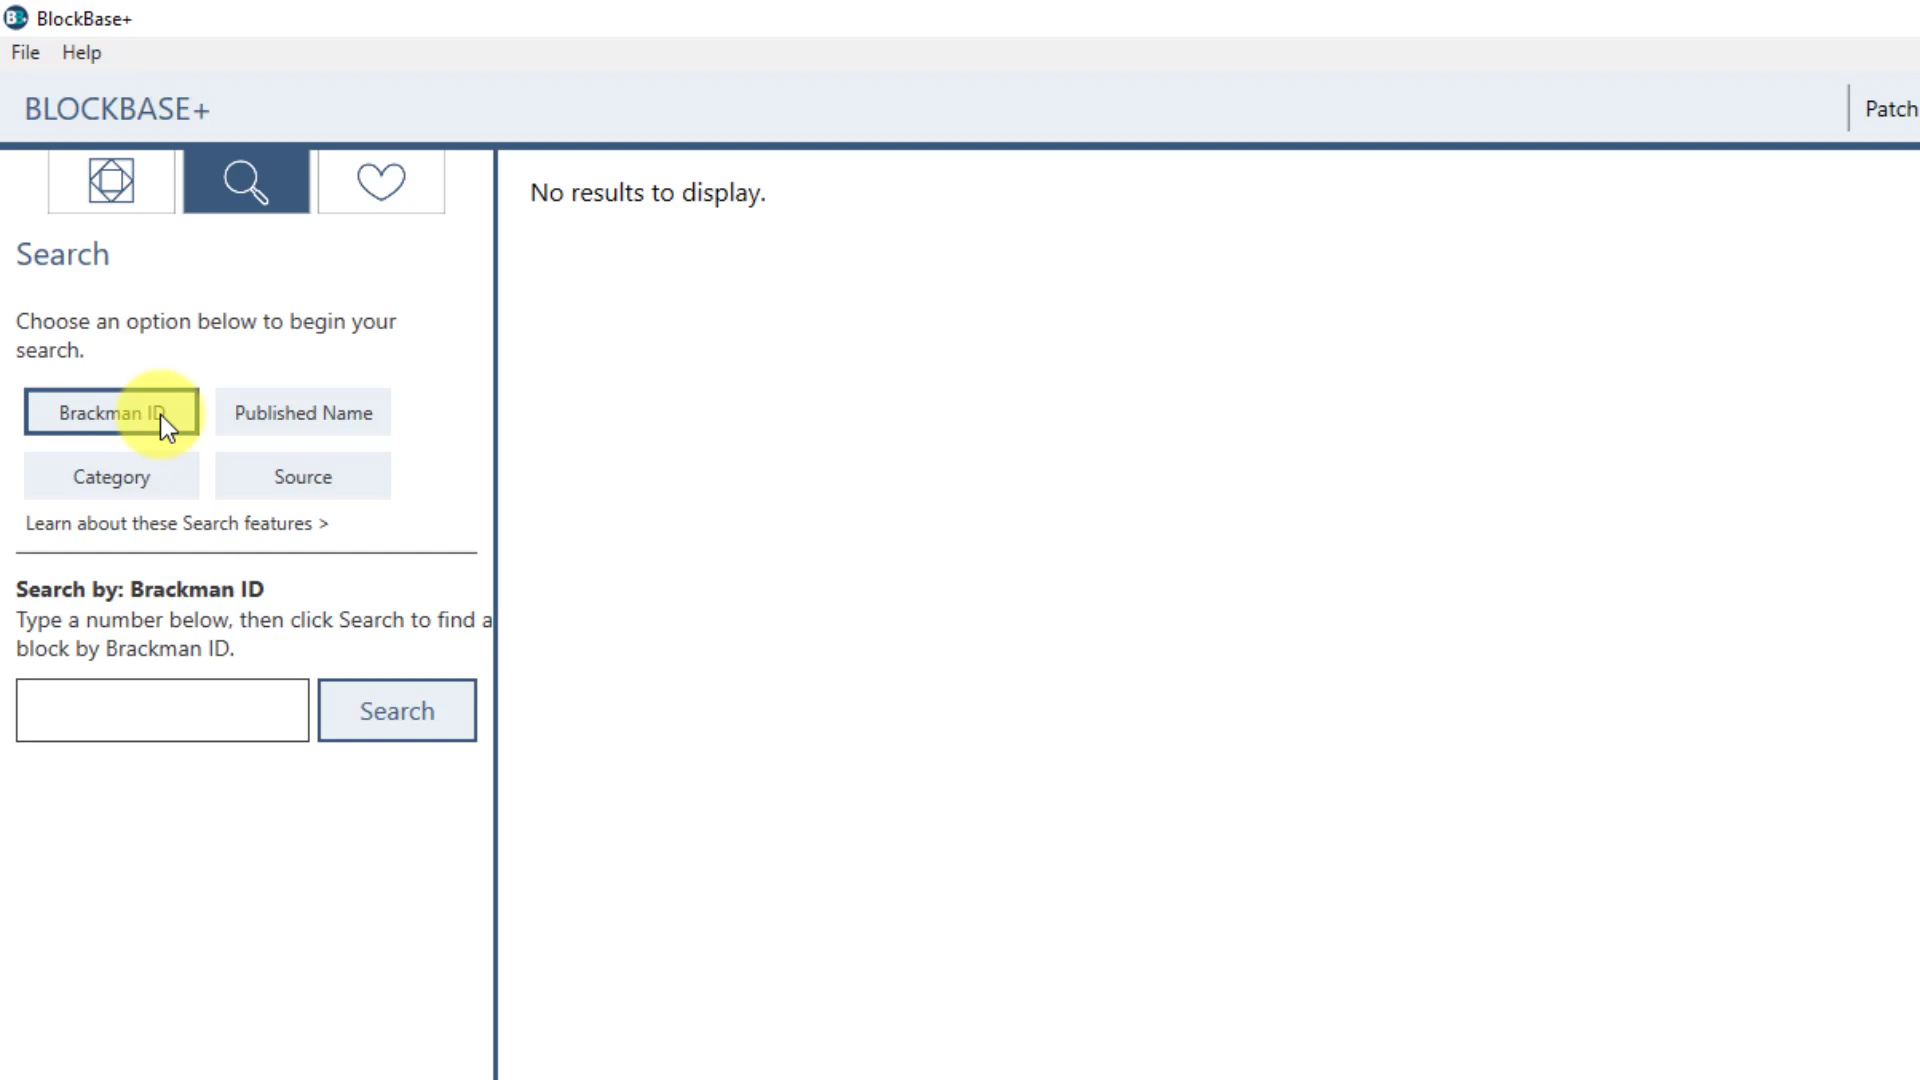 BlockBase+
File Help
BLOCKBASE+
Patch
No results to display.
Search
Choose an option below to begin your
search.
Brackman ID Published Name
Category Source
Learn about these Search features >
Search by: Brackman ID
Type a number below, then click Search to find a
block by Brackman ID.
Search